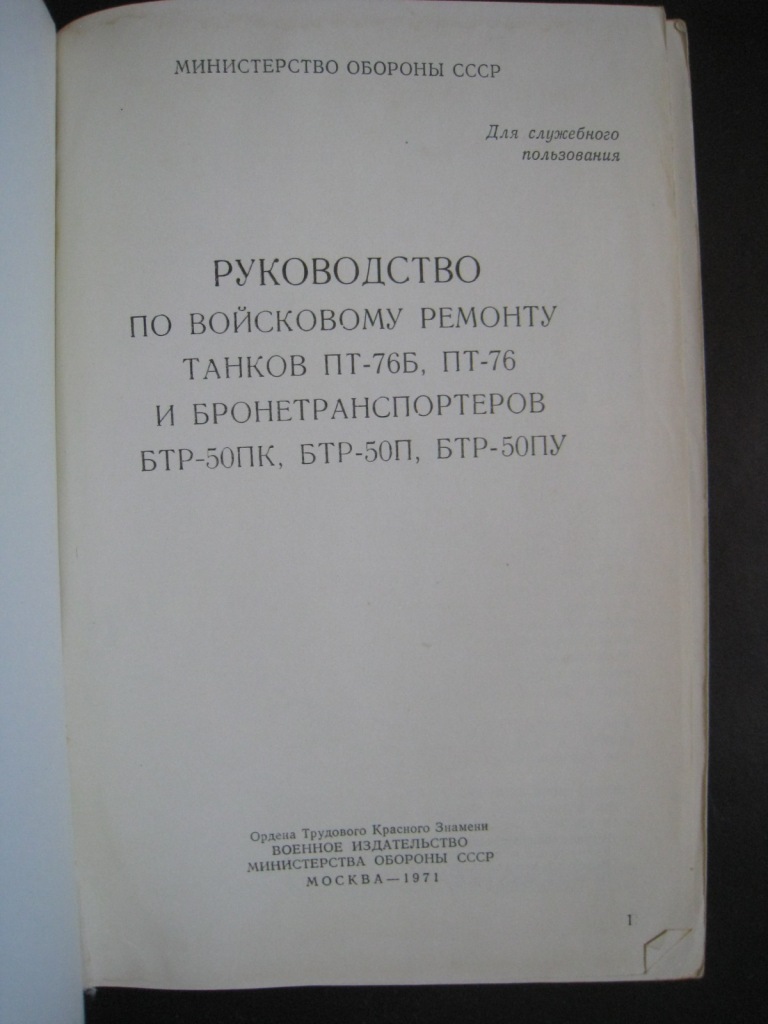 МИНИСТЕРСТВО ОБОРОНЫ СССР
Для служебного
пользования
РУКОВОДСТВО
ПО ВОЙСКОВОМУ РЕМОНТУ
ТАНКОВ ПТ-76Б, ПТ-76
И БРОНЕТРАНСПОРТЕРОВ
БТР-50ПК, БТР-50П, БТР-50ПУ
Ордена Трудового Красного Знамени
ВОЕННОЕ ИЗДАТЕЛЬСТВО
МИНИСТЕРСТВА ОБОРОНЫ СССР
МОСКВА—1971
1